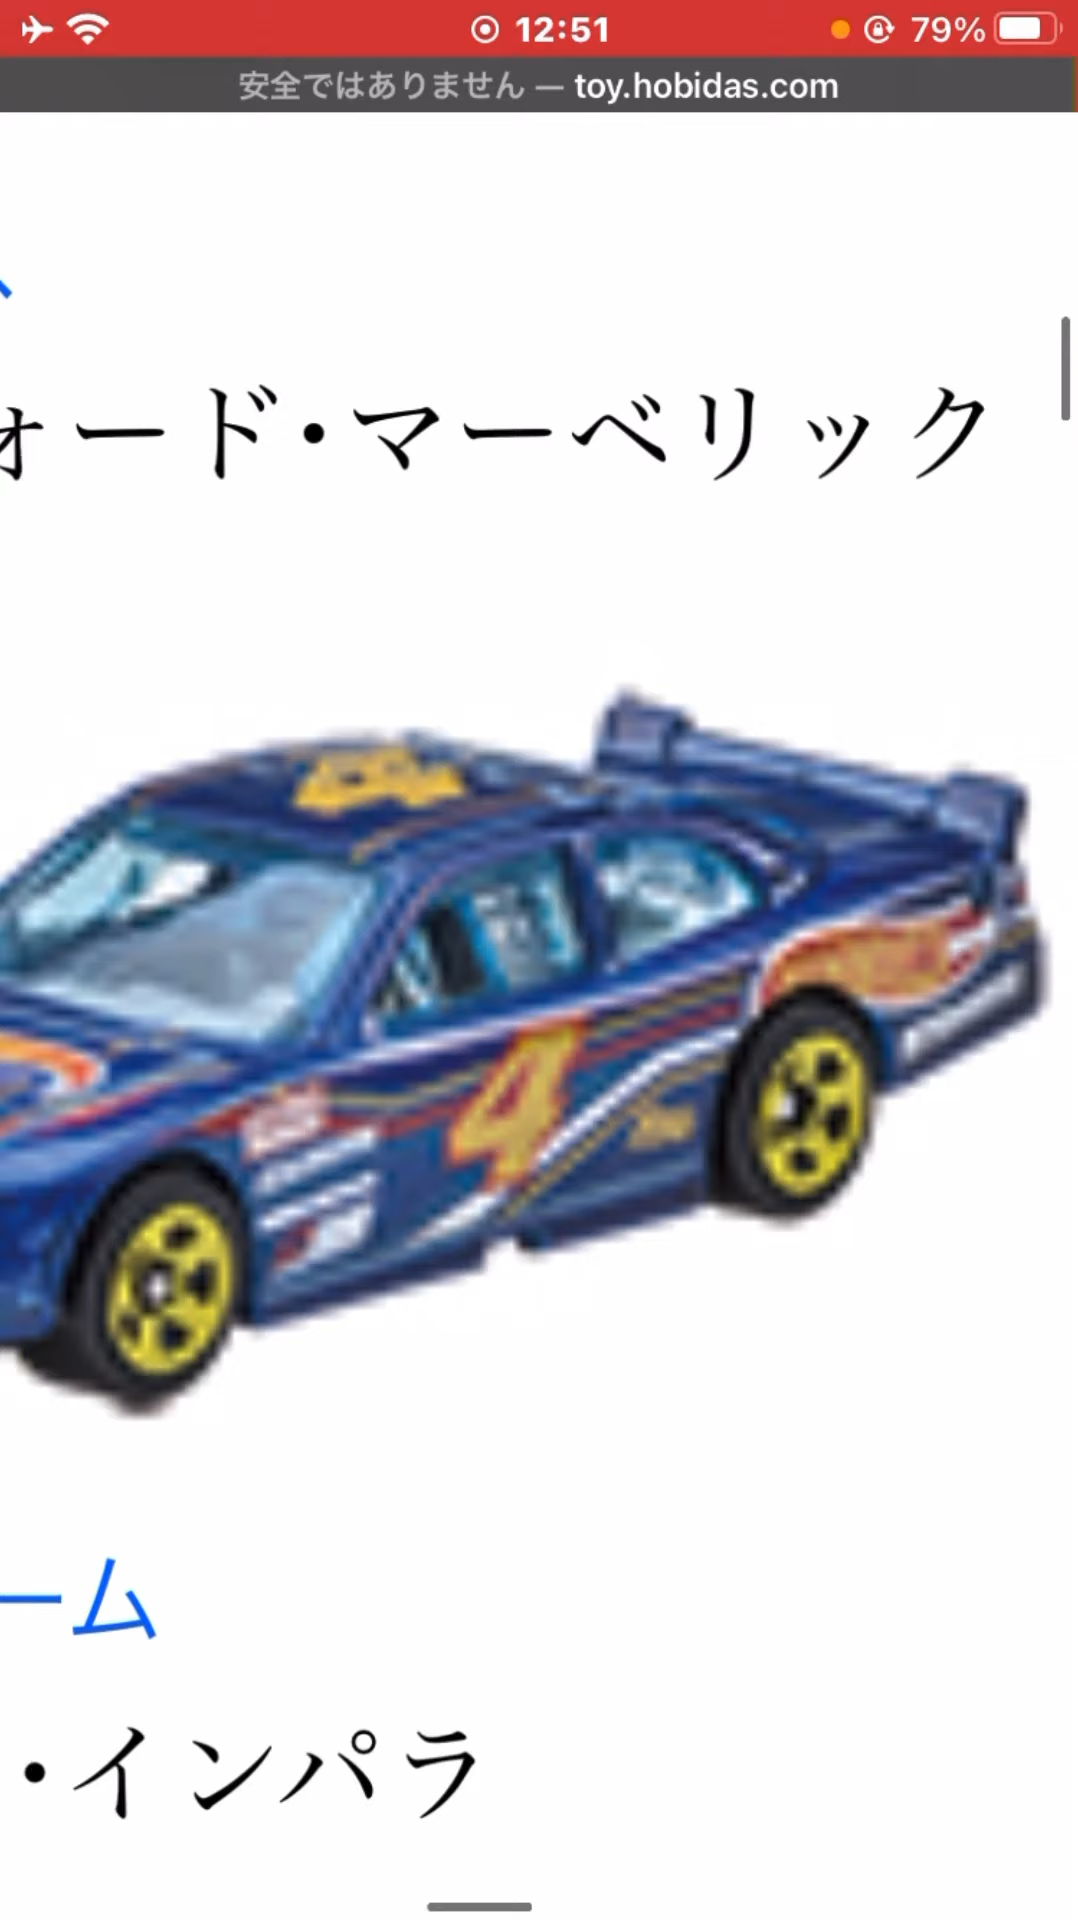 12:51 79%
安全ではありません — toy.hobidas.com
ォード・マーベリック
4
ーム
・インパラ